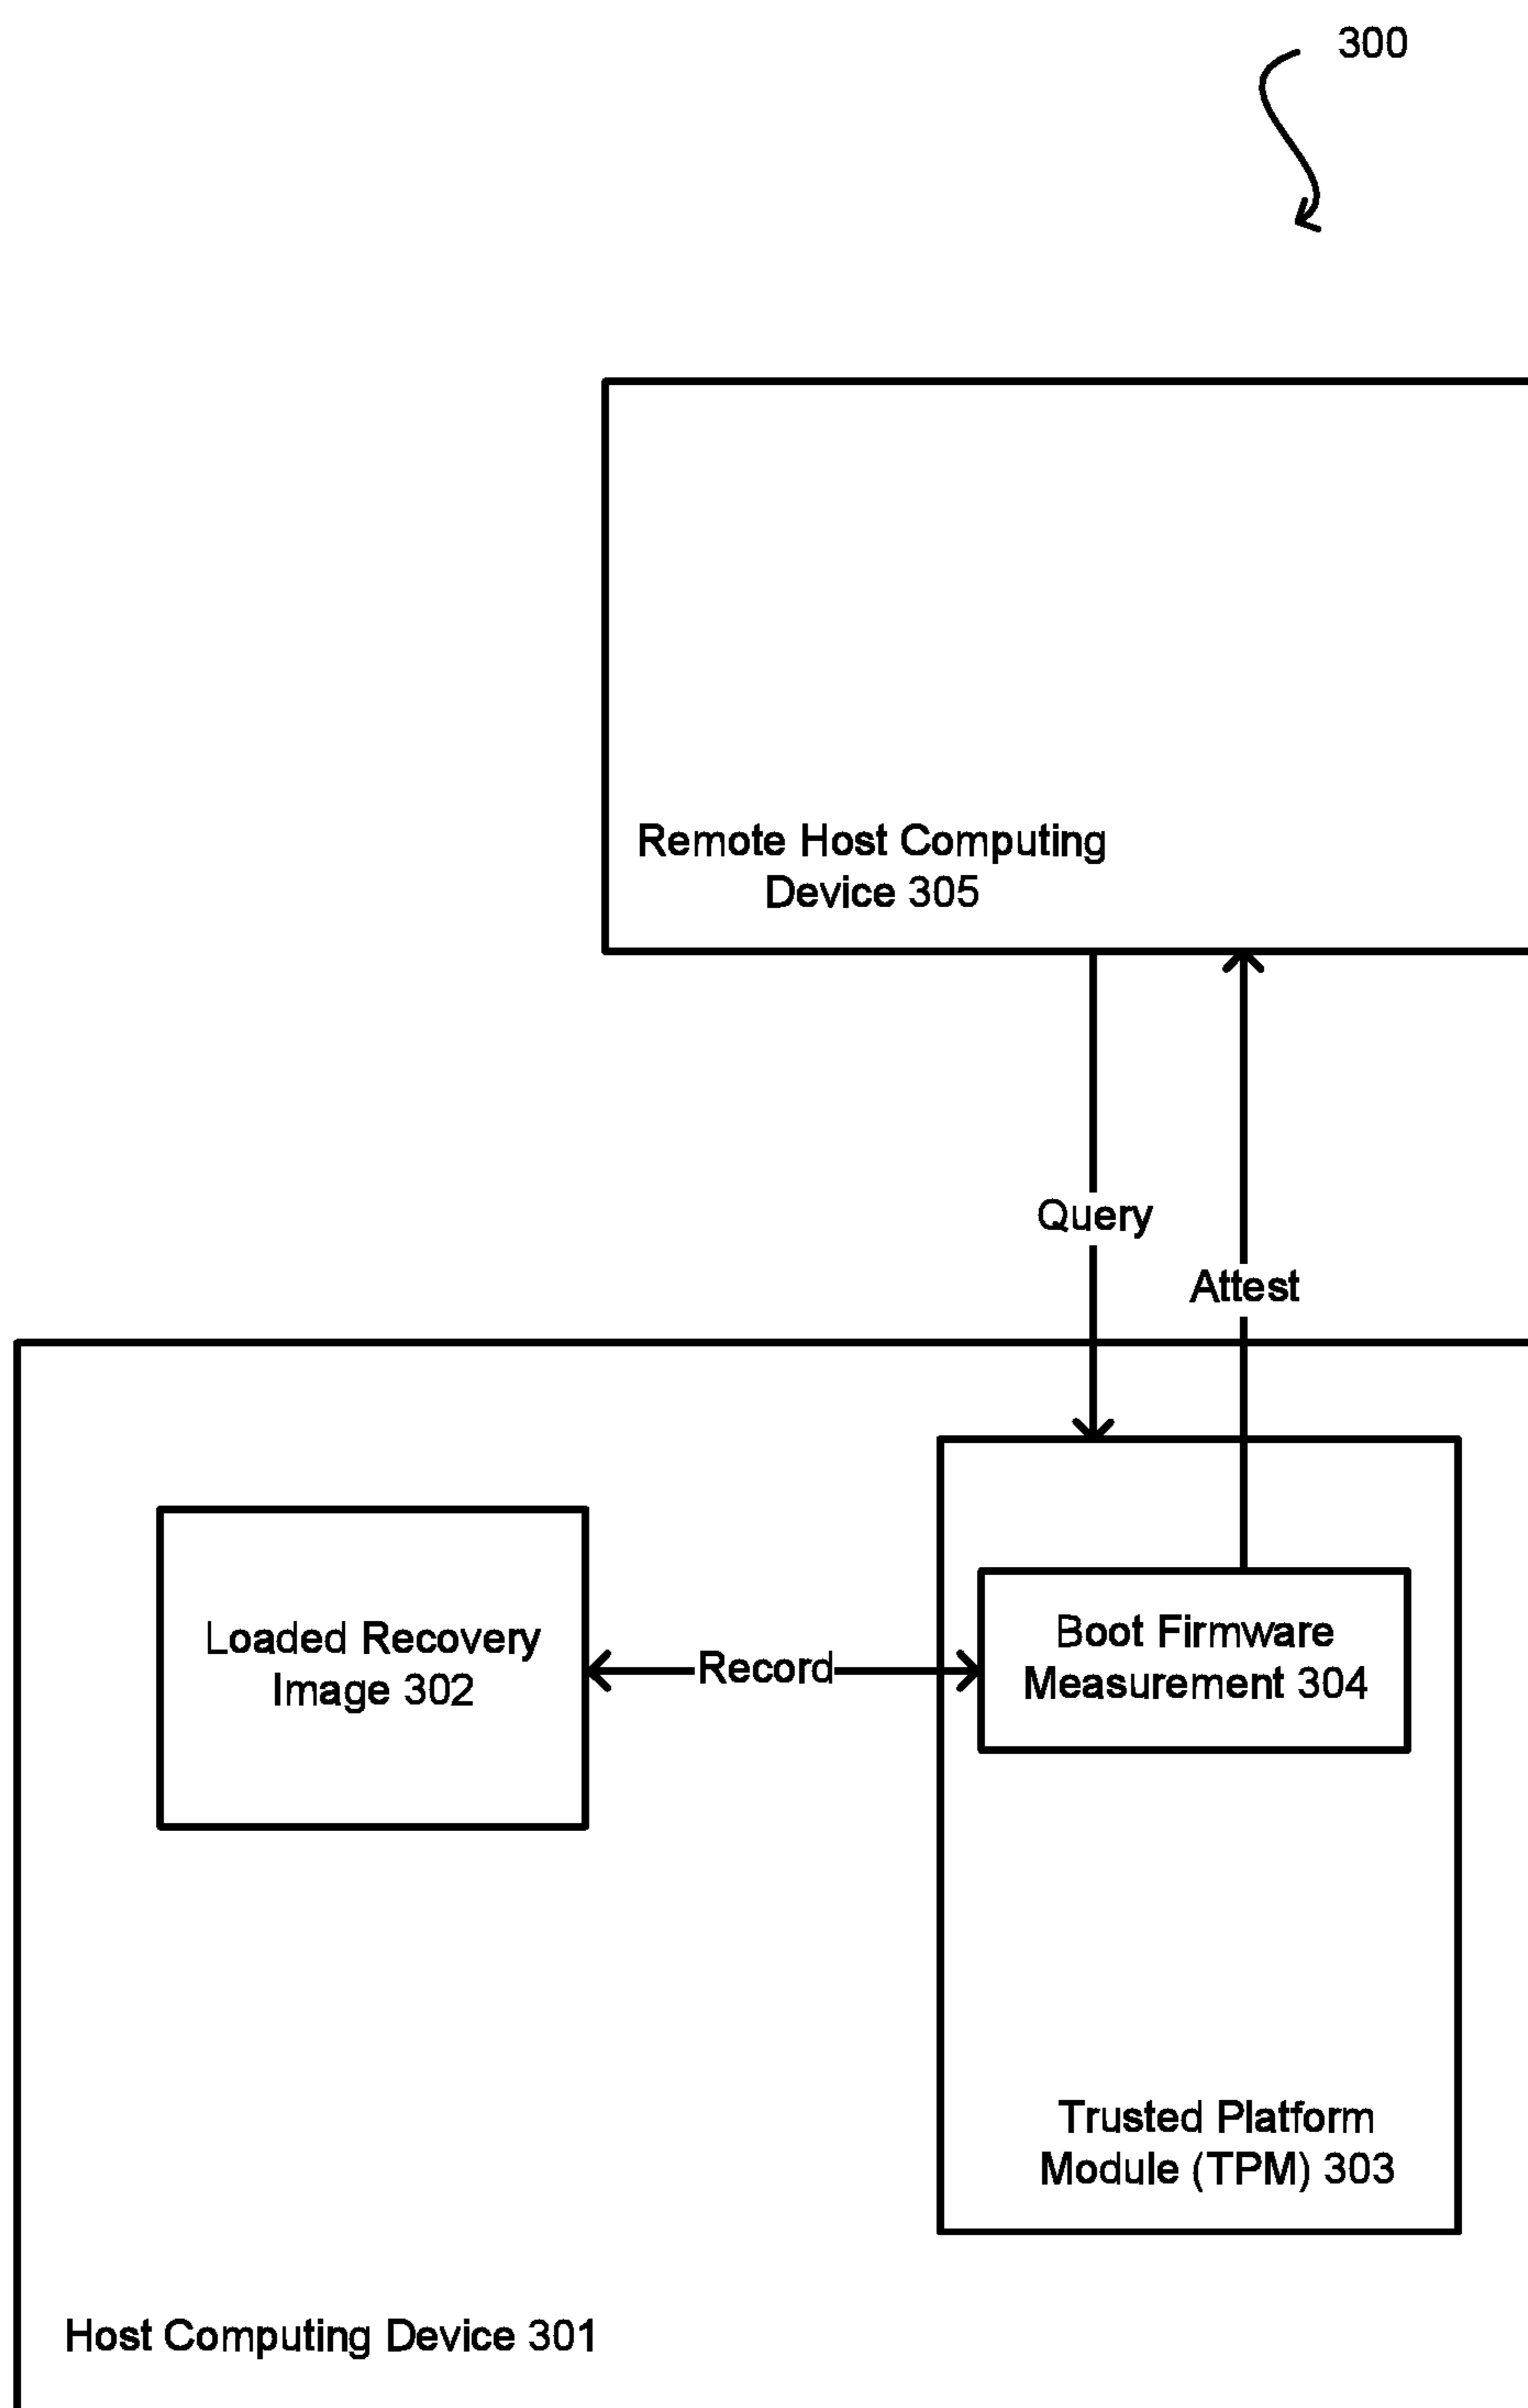 300
Remote Host Computing
Device 305
Query
Attest
Loaded Recovery
Image 302
Record
Boot Firmware
Measurement 304
Trusted Platform
Module (TPM) 303
Host Computing Device 301